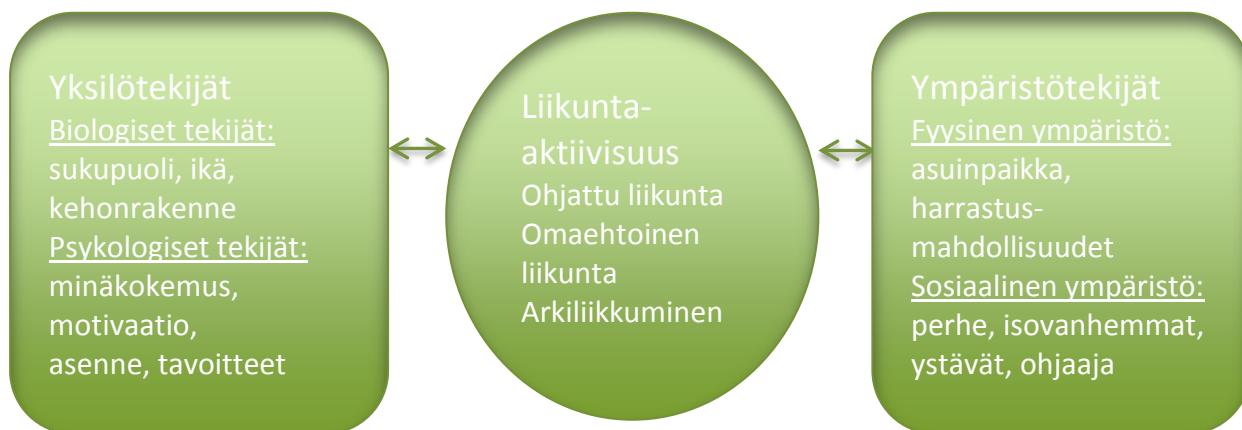 Yksilötekijät
Biologiset tekijät:
sukupuoli, ikä,
kehonrakenne
Psykologiset tekijät:
minäkokemus,
motivaatio,
asenne, tavoitteet
Liikunta-
aktiivisuus
Ohjattu liikunta
Omaehtoinen
liikunta
Arkiliikkuminen
Ympäristötekijät
Fyysinen ympäristö:
asuinpaikka,
harrastus-
mahdollisuudet
Sosiaalinen ympäristö:
perhe, isovanhemmat,
ystävät, ohjaaja